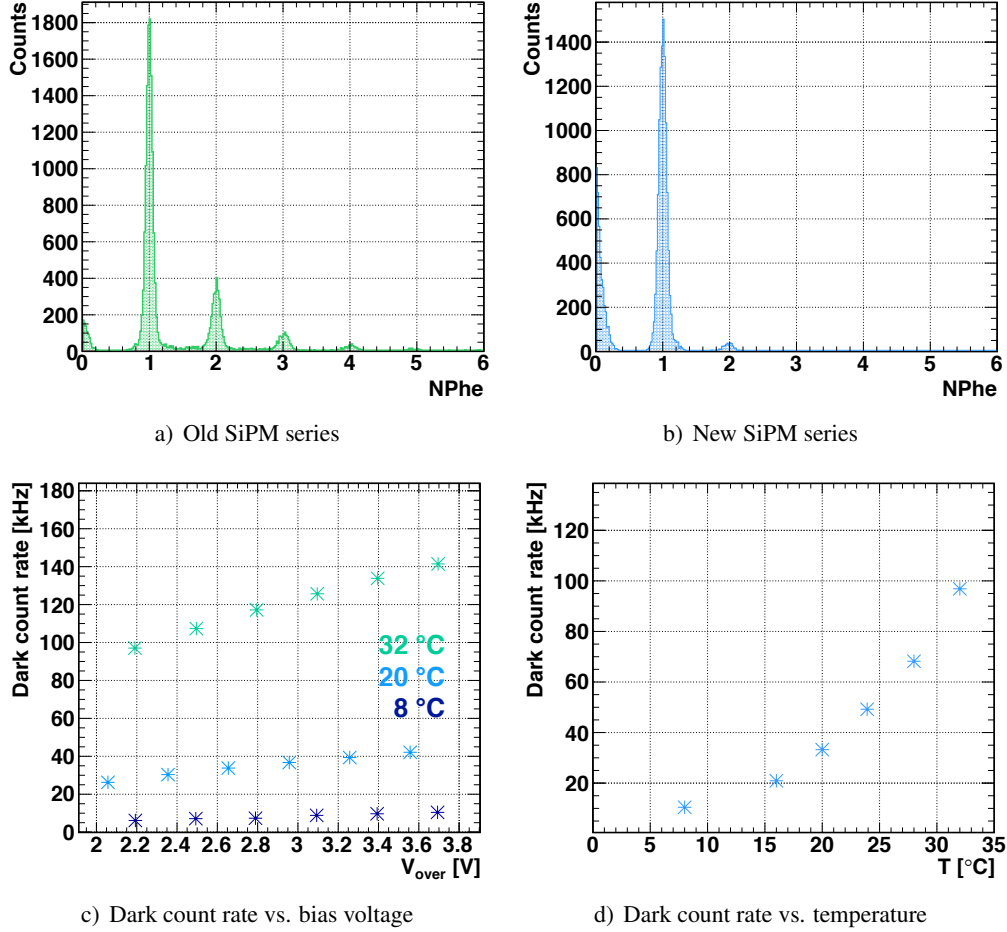 Counts
1800
1600
1400
1200
1000
800
600
400
200
0
0 1 2 3 4 5 6
NPhe
a) Old SiPM series
Counts
1400
1200
1000
800
600
400
200
0
0 1 2 3 4 5 6
NPhe
b) New SiPM series
Dark count rate [kHz]
180
160
140
120
100
80
60
40
20
0
32 °C
20 °C
8 °C
2 2.2 2.4 2.6 2.8 3 3.2 3.4 3.6 3.8
V_over [V]
c) Dark count rate vs. bias voltage
Dark count rate [kHz]
120
100
80
60
40
20
0 5 10 15 20 25 30 35
T [°C]
d) Dark count rate vs. temperature